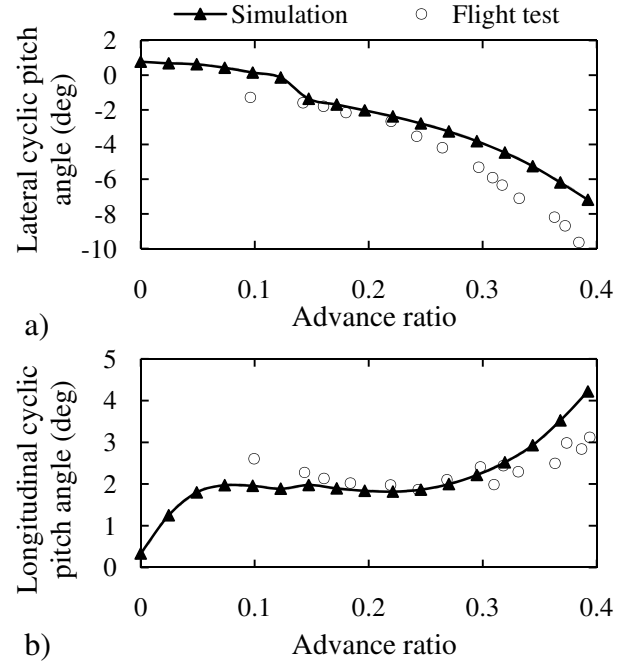 Simulation Flight test
Lateral cyclic pitch
angle (deg)
2
0
-2
-4
-6
-8
-10
0 0.1 0.2 0.3 0.4
Advance ratio
a)
Longitudinal cyclic
pitch angle (deg)
5
4
3
2
1
0
0 0.1 0.2 0.3 0.4
Advance ratio
b)